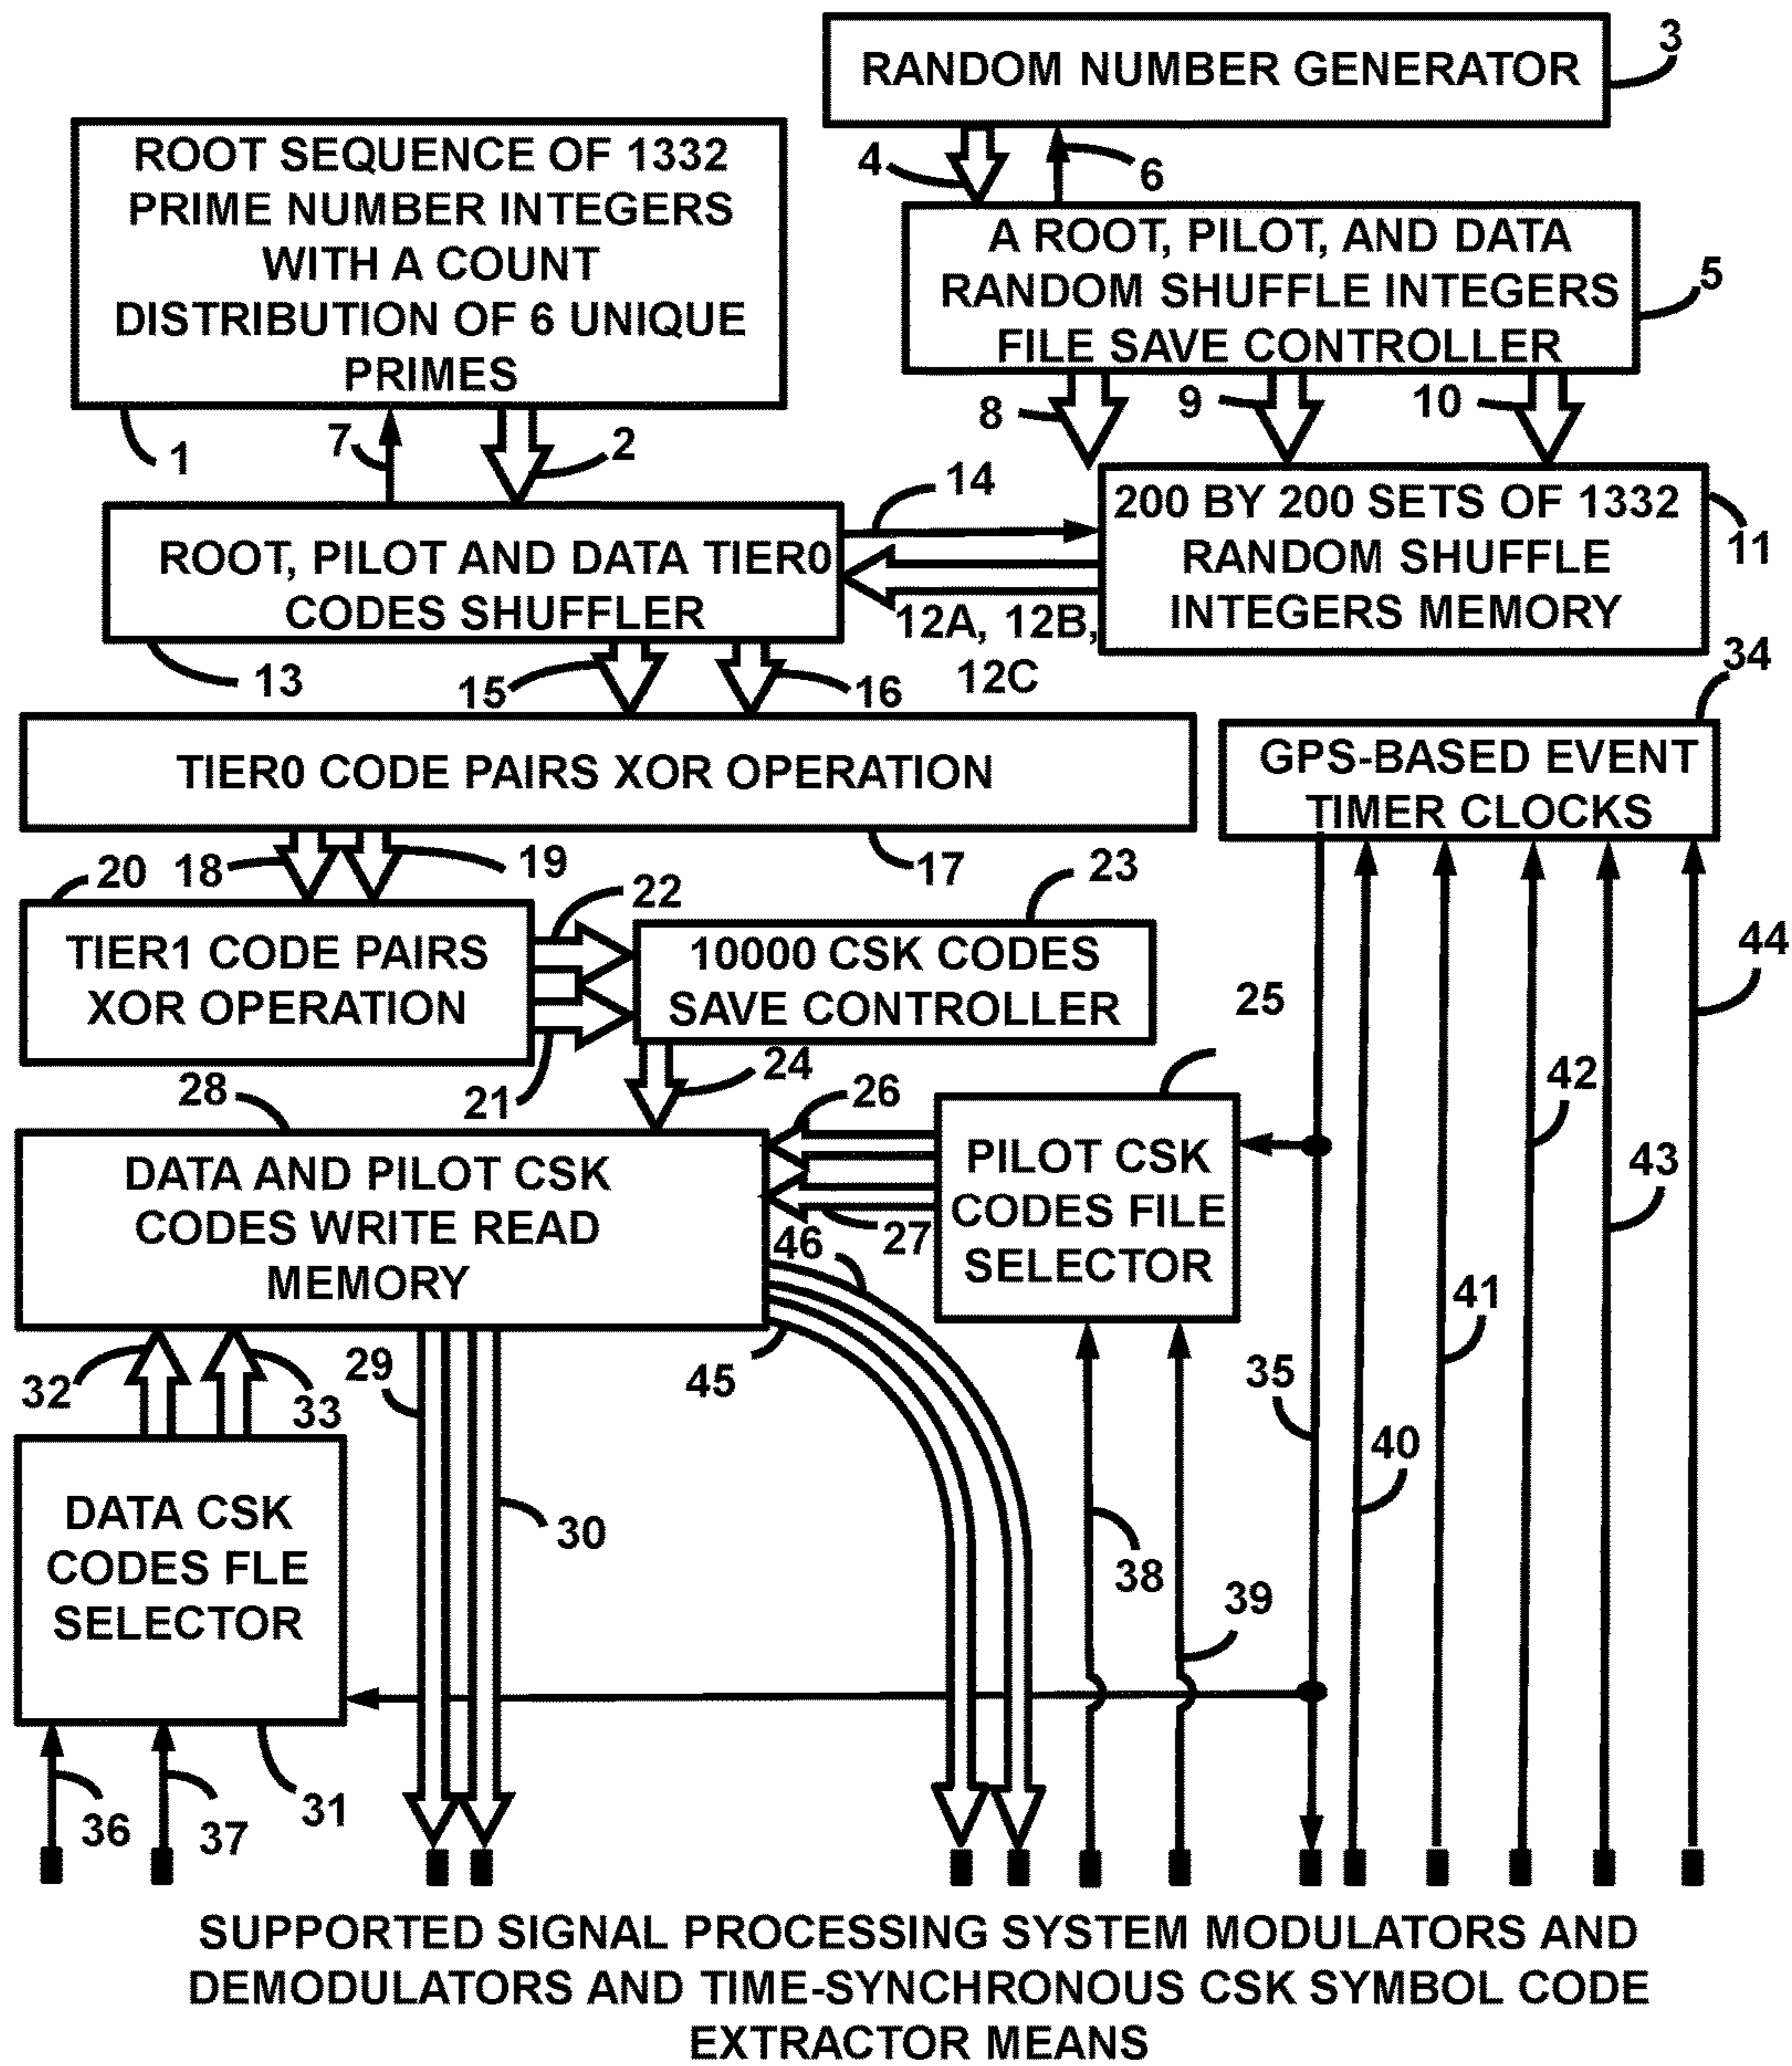 RANDOM NUMBER GENERATOR
3
ROOT SEQUENCE OF 1332
PRIME NUMBER INTEGERS
WITH A COUNT
DISTRIBUTION OF 6 UNIQUE
PRIMES
4
6
A ROOT, PILOT, AND DATA
RANDOM SHUFFLE INTEGERS
FILE SAVE CONTROLLER
5
1
7
2
8
9
10
14
200 BY 200 SETS OF 1332
RANDOM SHUFFLE
INTEGERS MEMORY
11
ROOT, PILOT AND DATA TIER0
CODES SHUFFLER
12A, 12B,
12C
13
15
16
34
TIER0 CODE PAIRS XOR OPERATION
GPS-BASED EVENT
TIMER CLOCKS
20
18
19
17
22
23
TIER1 CODE PAIRS
XOR OPERATION
10000 CSK CODES
SAVE CONTROLLER
25
44
28
21
24
26
42
DATA AND PILOT CSK
CODES WRITE READ
MEMORY
PILOT CSK
CODES FILE
SELECTOR
27
46
43
41
32
33
29
45
35
40
DATA CSK
CODES FLE
SELECTOR
30
38
39
36
37
31
SUPPORTED SIGNAL PROCESSING SYSTEM MODULATORS AND
DEMODULATORS AND TIME-SYNCHRONOUS CSK SYMBOL CODE
EXTRACTOR MEANS